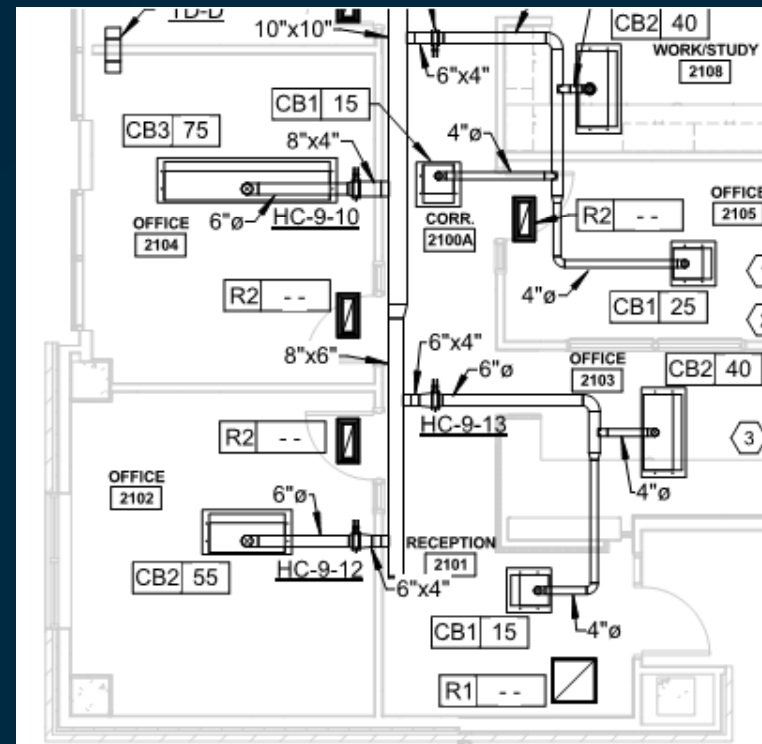 TD-D
10"x10"
6"x4"
CB2 40
WORK/STUDY
2108
CB1 15
CB3 75
8"x4"
4"ø
OFFICE
2104
6"ø
HC-9-10
CORR.
2100A
R2 - -
OFFICE
2105
R2 - -
4"ø
CB1 25
8"x6"
6"x4"
6"ø
OFFICE
2103
CB2 40
R2 - -
HC-9-13
3
OFFICE
2102
6"ø
4"ø
RECEPTION
2101
CB2 55
HC-9-12
6"x4"
CB1 15
4"ø
R1 - -